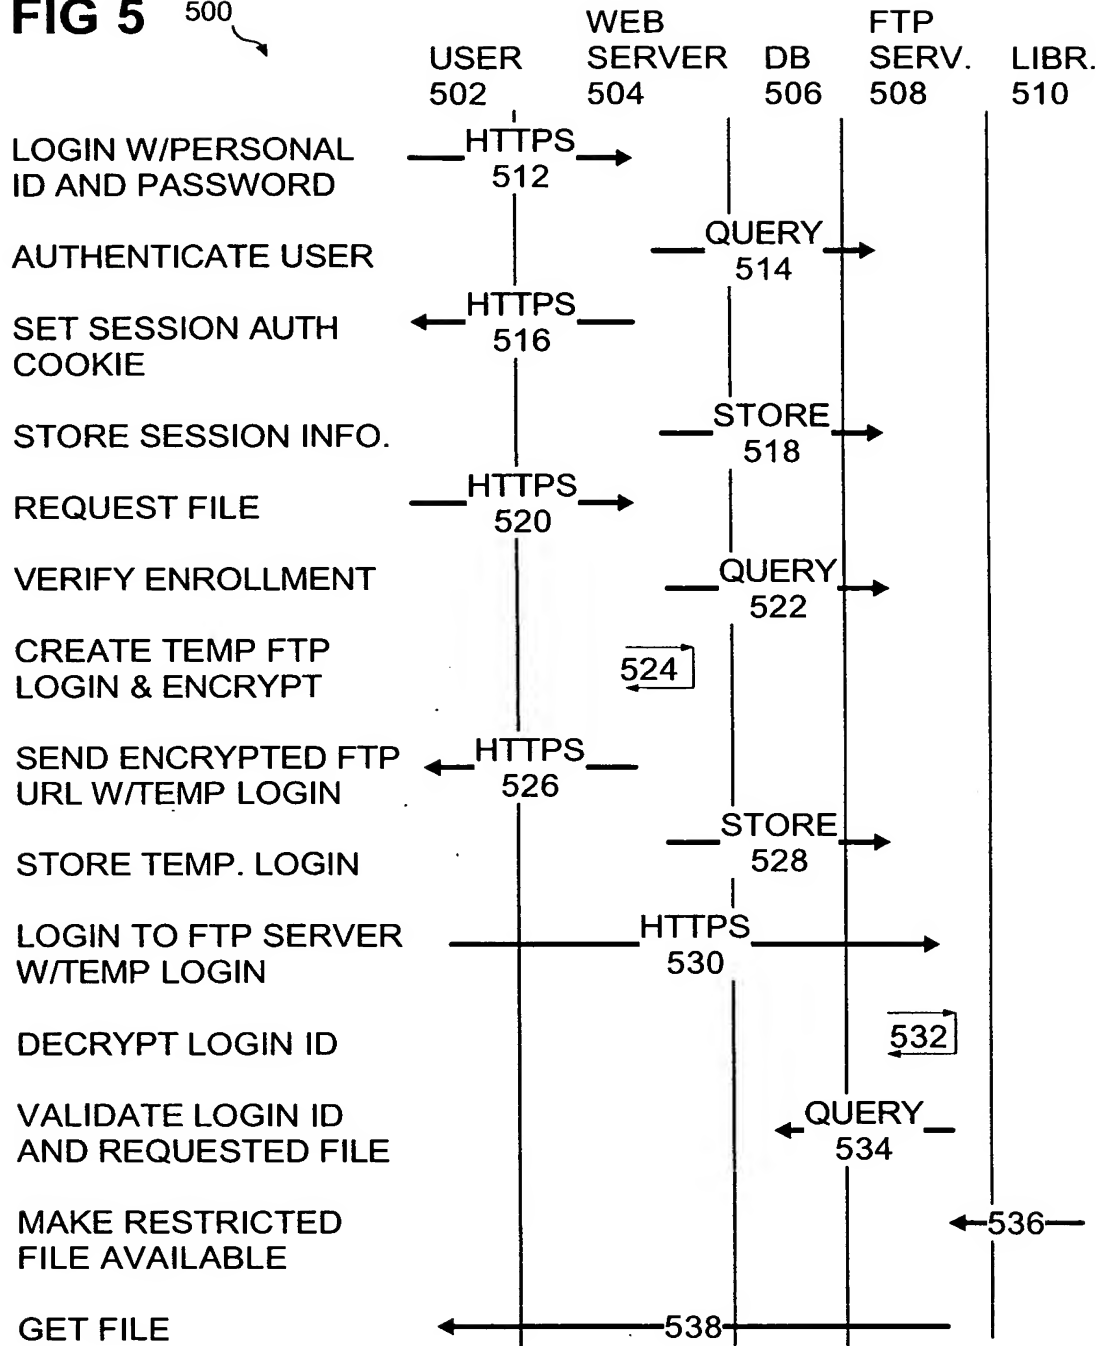 FIG 5
500
USER
502
WEB
SERVER
504
DB
506
FTP
SERV.
508
LIBR.
510
LOGIN W/PERSONAL
ID AND PASSWORD
HTTPS
512
AUTHENTICATE USER
QUERY
514
SET SESSION AUTH
COOKIE
HTTPS
516
STORE SESSION INFO.
STORE
518
REQUEST FILE
HTTPS
520
VERIFY ENROLLMENT
QUERY
522
CREATE TEMP FTP
LOGIN & ENCRYPT
524
SEND ENCRYPTED FTP
URL W/TEMP LOGIN
HTTPS
526
STORE TEMP. LOGIN
STORE
528
LOGIN TO FTP SERVER
W/TEMP LOGIN
HTTPS
530
DECRYPT LOGIN ID
532
VALIDATE LOGIN ID
AND REQUESTED FILE
QUERY
534
MAKE RESTRICTED
FILE AVAILABLE
536
GET FILE
538